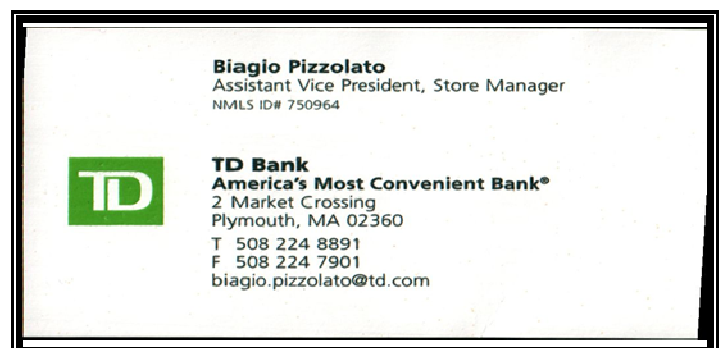 Biagio Pizzolato
Assistant Vice President, Store Manager
NMLS ID# 750964
TD
TD Bank
America's Most Convenient Bank®
2 Market Crossing
Plymouth, MA 02360
T 508 224 8891
F 508 224 7901
biagio.pizzolato@td.com